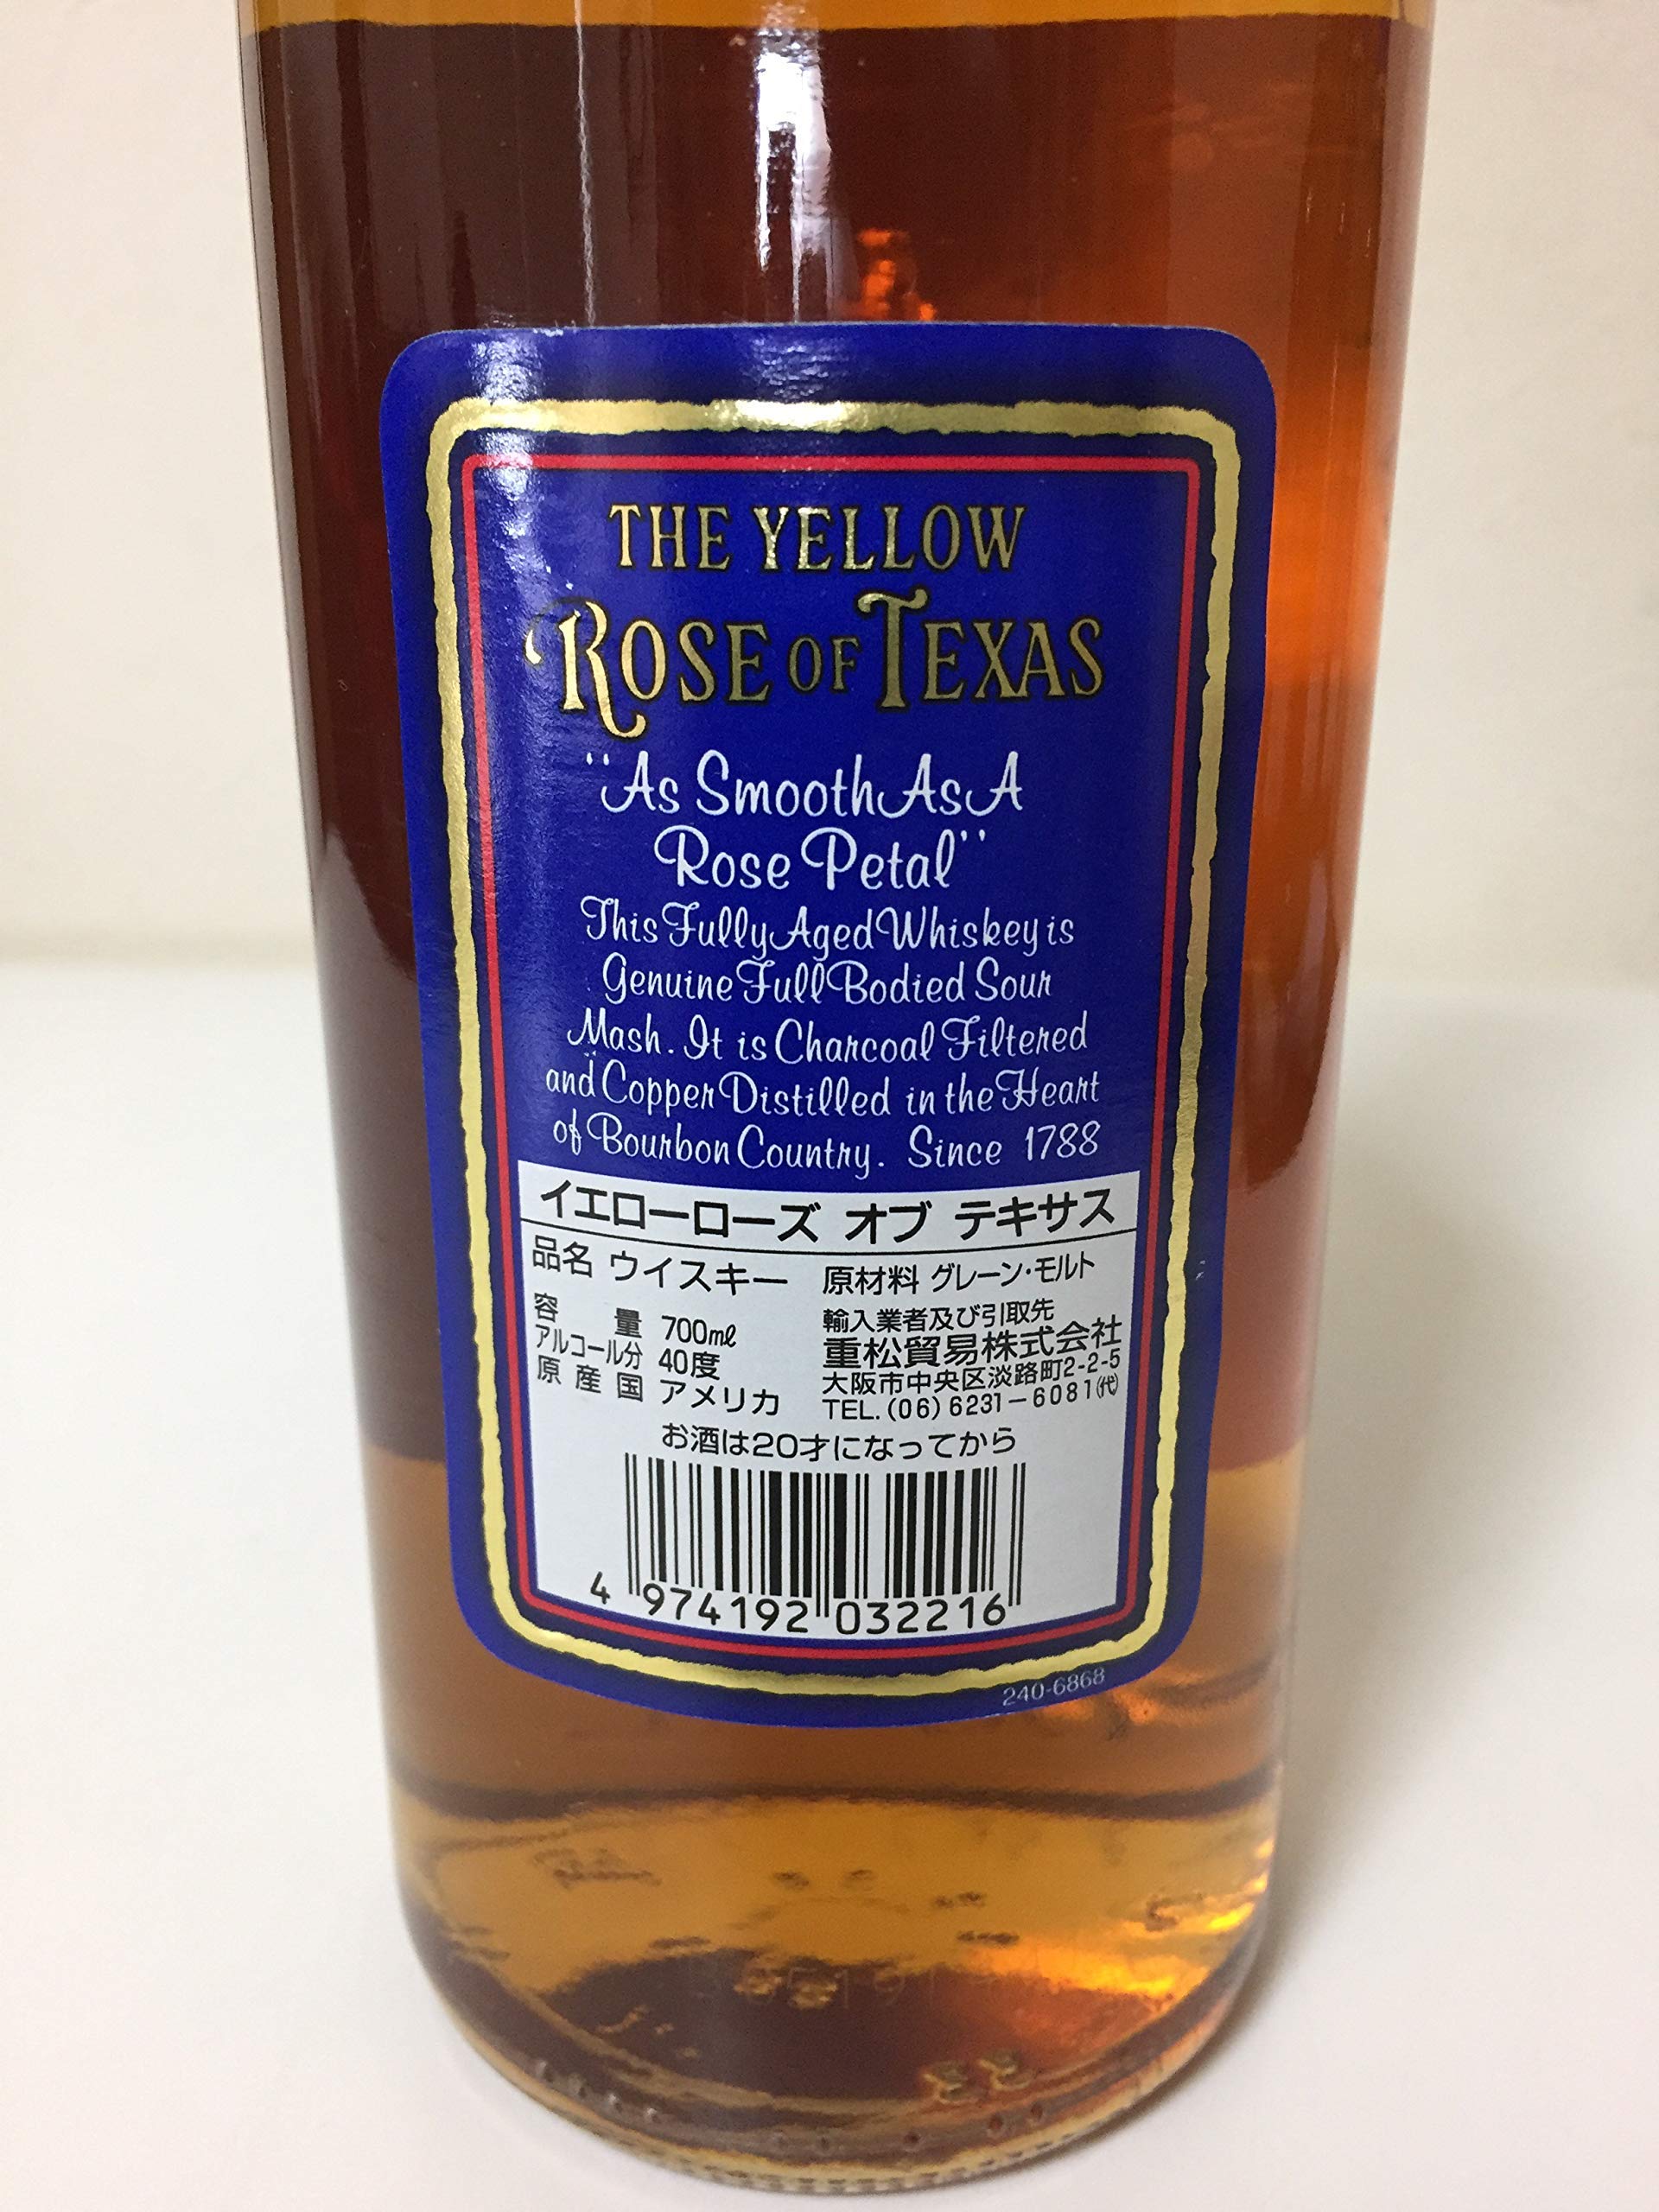 THE YELLOW
ROSE OF TEXAS
"As Smooth As A
Rose Petal"
This Fully Aged Whiskey is
Genuine Full Bodied Sour
Mash. It is Charcoal Filtered
and Copper Distilled in the Heart
of Bourbon Country. Since 1788
イエローローズ オブ テキサス
品名 ウイスキー 原材料 グレーン・モルト
容量 700mℓ
アルコール分 40度
原産国 アメリカ
輸入業者及び引取先
重松貿易株式会社
大阪市中央区淡路町2-2-5
TEL.(06)6231-6081(代)
お酒は20才になってから
4 974192 032216
240-6868